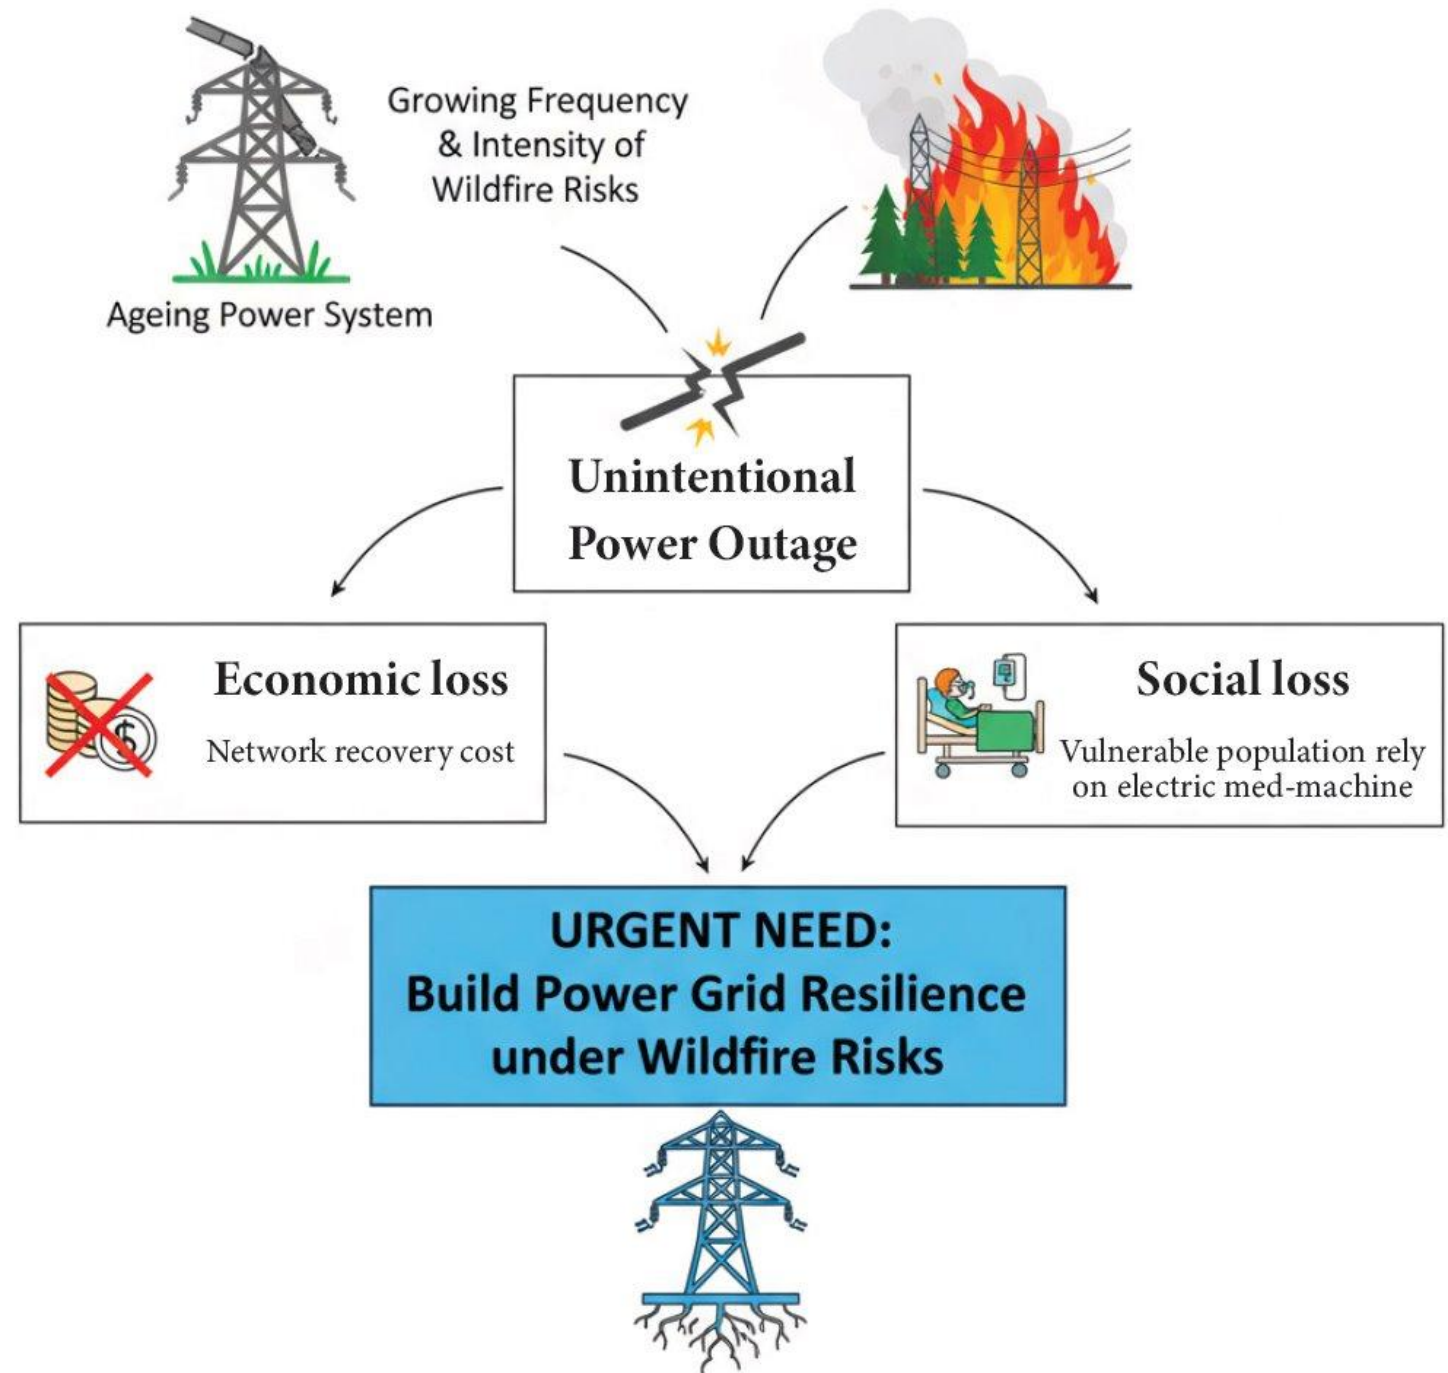 Growing Frequency
& Intensity of
Wildfire Risks
Ageing Power System
Unintentional
Power Outage
Economic loss
Network recovery cost
$
Social loss
Vulnerable population rely
on electric med-machine
URGENT NEED:
Build Power Grid Resilience
under Wildfire Risks